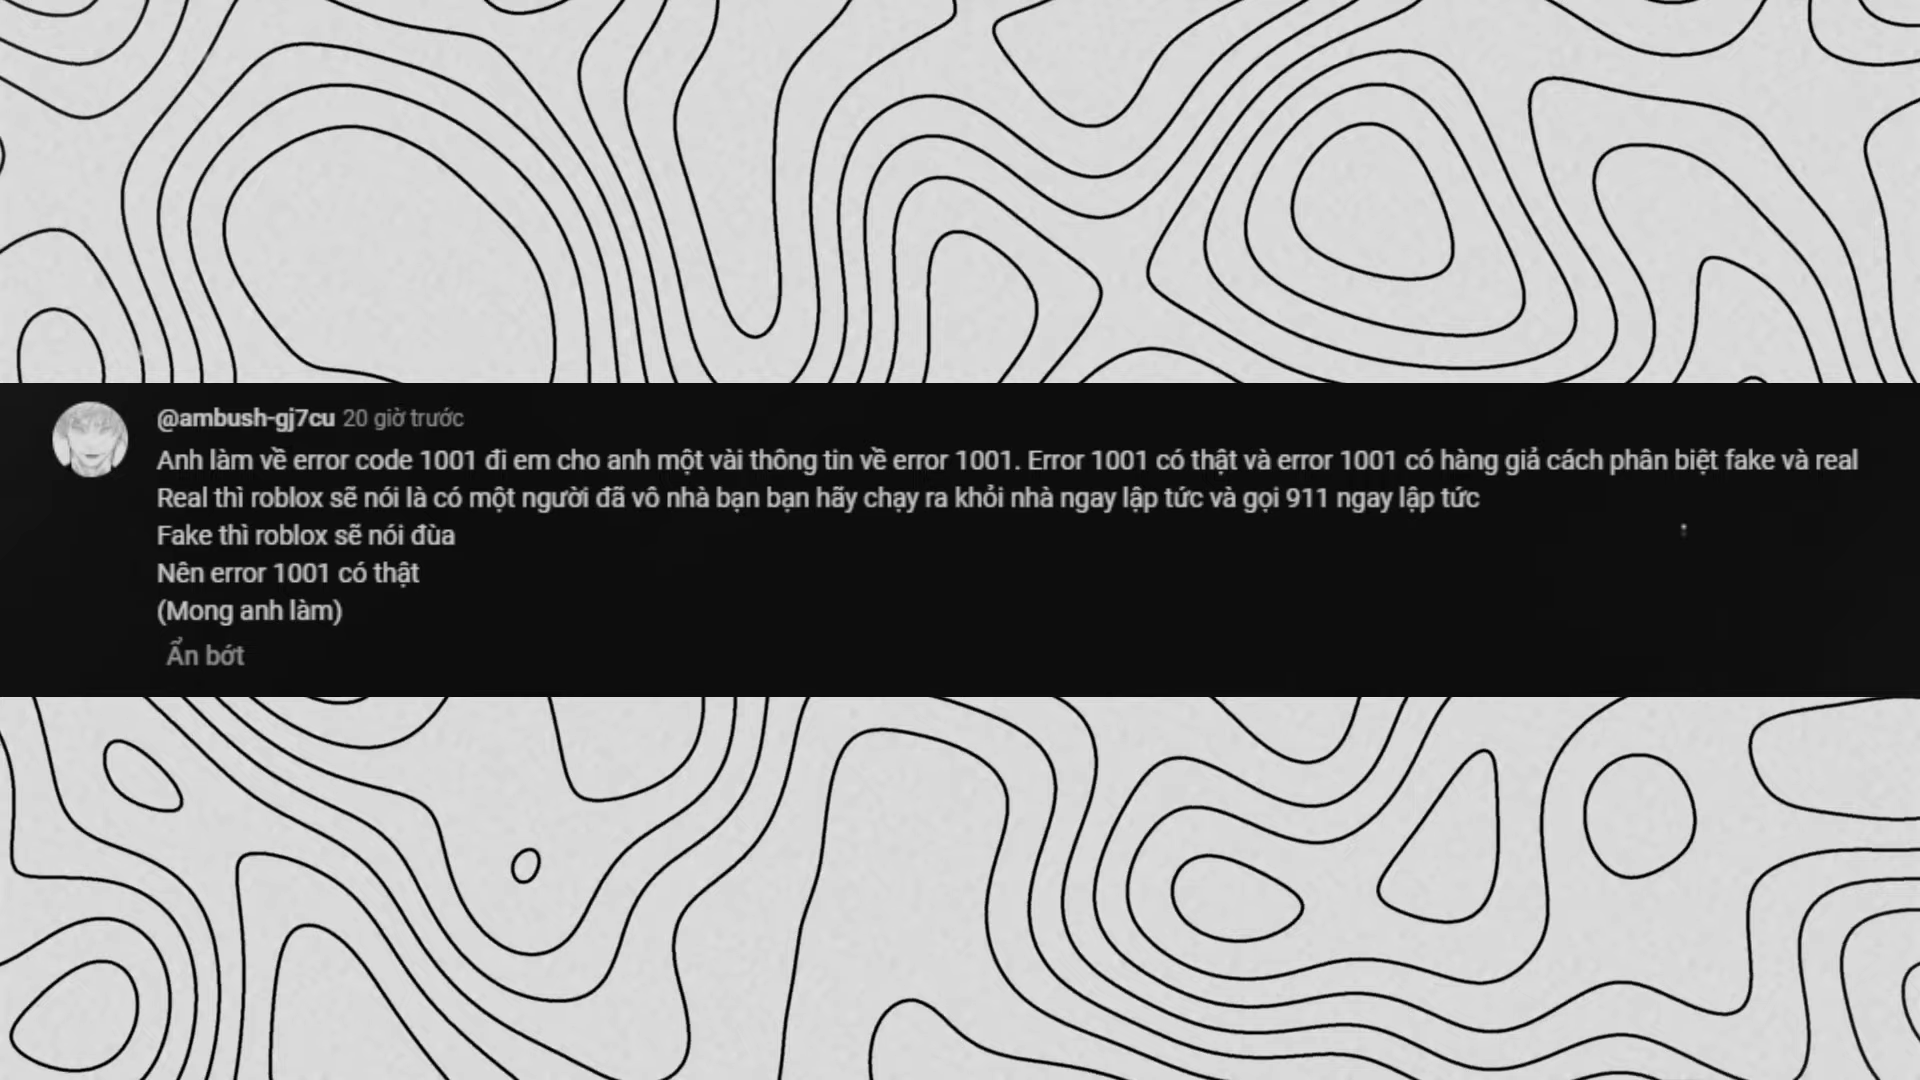 @ambush-gj7cu 20 giờ trước
Anh làm về error code 1001 đi em cho anh một vài thông tin về error 1001. Error 1001 có thật và error 1001 có hàng giả cách phân biệt fake và real
Real thì roblox sẽ nói là có một người đã vô nhà bạn bạn hãy chạy ra khỏi nhà ngay lập tức và gọi 911 ngay lập tức
Fake thì roblox sẽ nói đùa
Nên error 1001 có thật
(Mong anh làm)
Ẩn bớt